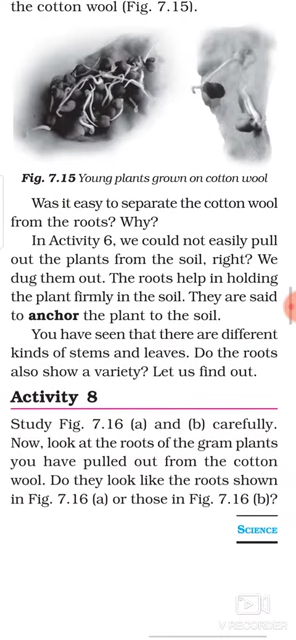 the cotton wool (Fig. 7.15).
Fig. 7.15 Young plants grown on cotton wool
Was it easy to separate the cotton wool
from the roots? Why?
In Activity 6, we could not easily pull
out the plants from the soil, right? We
dug them out. The roots help in holding
the plant firmly in the soil. They are said
to anchor the plant to the soil.
You have seen that there are different
kinds of stems and leaves. Do the roots
also show a variety? Let us find out.
Activity 8
Study Fig. 7.16 (a) and (b) carefully.
Now, look at the roots of the gram plants
you have pulled out from the cotton
wool. Do they look like the roots shown
in Fig. 7.16 (a) or those in Fig. 7.16 (b)?
SCIENCE
V RECORDER